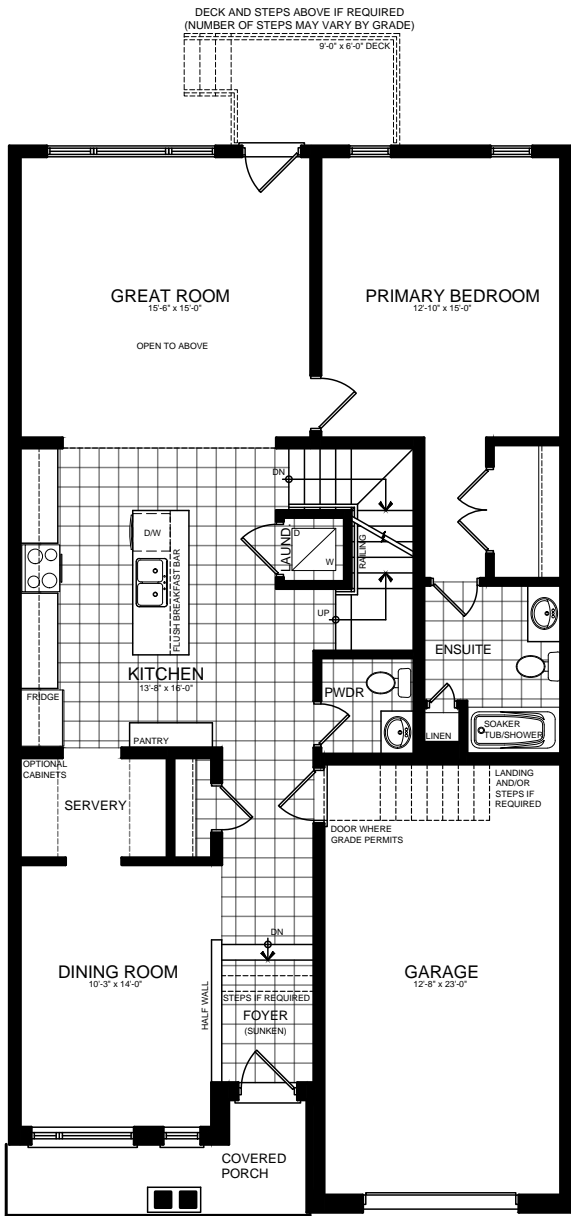 DECK AND STEPS ABOVE IF REQUIRED
(NUMBER OF STEPS MAY VARY BY GRADE)
9'-0" x 6'-0" DECK
GREAT ROOM
15'-6" x 15'-0"
OPEN TO ABOVE
PRIMARY BEDROOM
12'-10" x 15'-0"
DN
D/W
FLUSH BREAKFAST BAR
LAUND.
D
W
RAILING
UP
KITCHEN
13'-8" x 16'-0"
FRIDGE
PANTRY
PWDR
ENSUITE
LINEN
SOAKER
TUB/SHOWER
OPTIONAL
CABINETS
SERVERY
LANDING
AND/OR
STEPS IF
REQUIRED
DOOR WHERE
GRADE PERMITS
DN
DINING ROOM
10'-3" x 14'-0"
HALF WALL
STEPS IF REQUIRED
FOYER
(SUNKEN)
GARAGE
12'-8" x 23'-0"
COVERED
PORCH